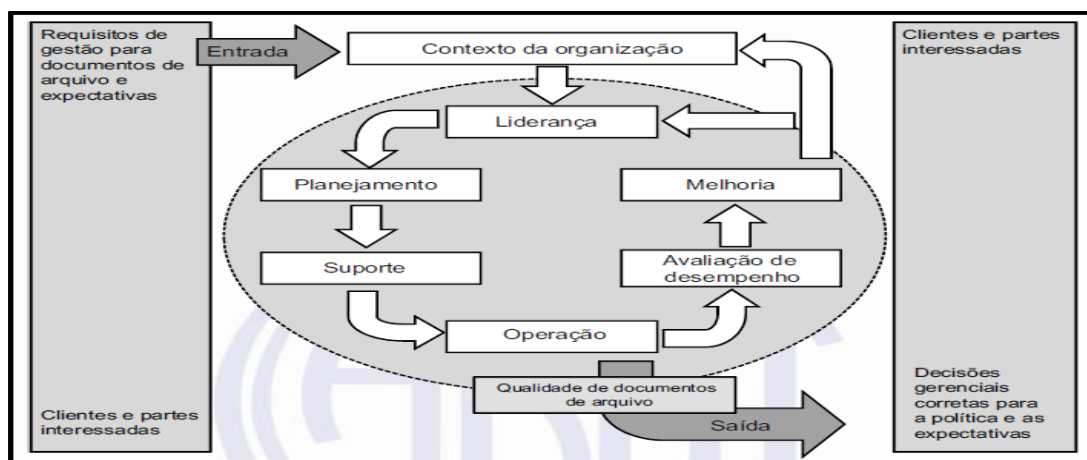 Requisitos de
gestão para
documentos de
arquivo e
expectativas
Entrada
Contexto da organização
Clientes e partes
interessadas
Liderança
Planejamento
Melhoria
Suporte
Avaliação de
desempenho
Operação
Qualidade de documentos
de arquivo
Saída
Clientes e partes
interessadas
Decisões
gerenciais
corretas para
a política e as
expectativas